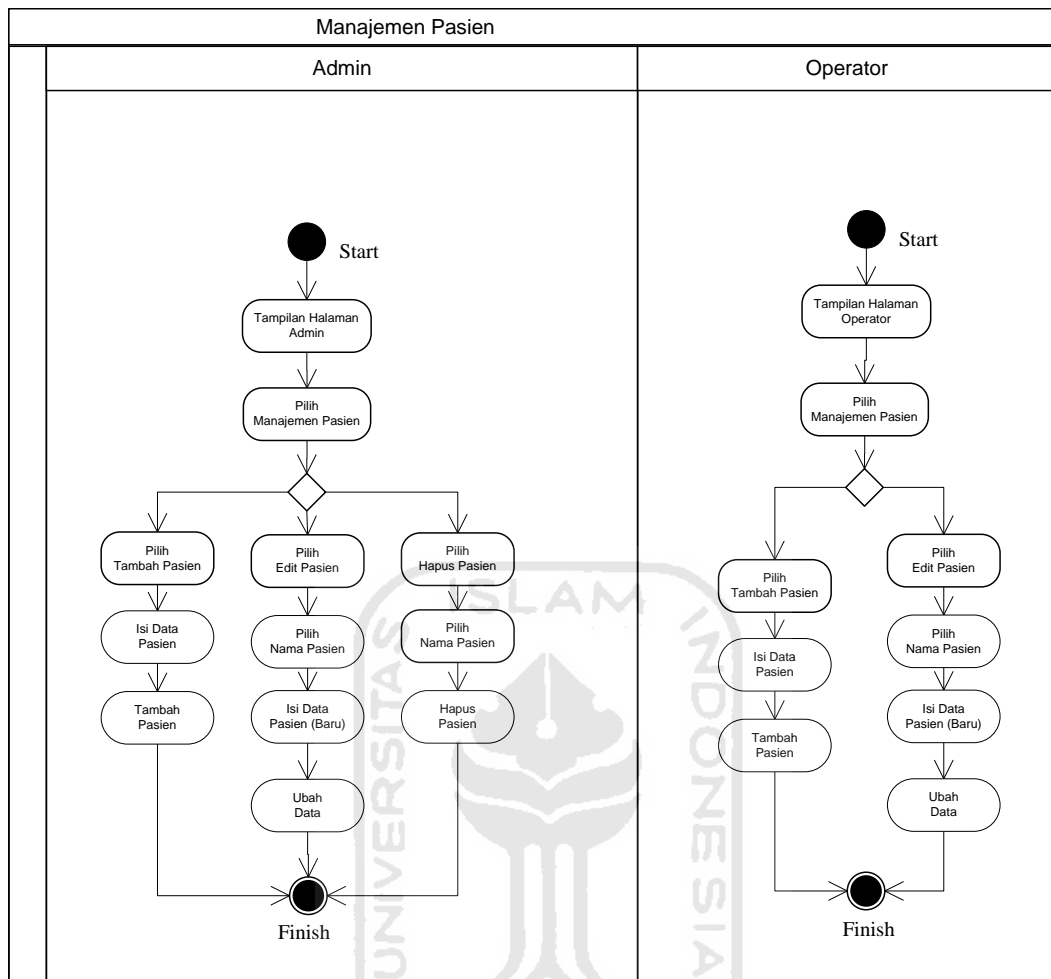 Manajemen Pasien
Admin
Operator
Start
Tampilan Halaman
Admin
Pilih
Manajemen Pasien
Pilih
Tambah Pasien
Isi Data
Pasien
Tambah
Pasien
Pilih
Edit Pasien
Pilih
Nama Pasien
Isi Data
Pasien (Baru)
Ubah
Data
Pilih
Hapus Pasien
Pilih
Nama Pasien
Hapus
Pasien
Finish
Start
Tampilan Halaman
Operator
Pilih
Manajemen Pasien
Pilih
Tambah Pasien
Isi Data
Pasien
Tambah
Pasien
Pilih
Edit Pasien
Pilih
Nama Pasien
Isi Data
Pasien (Baru)
Ubah
Data
Finish
UNIVERSITAS
ISLAM
INDONESIA